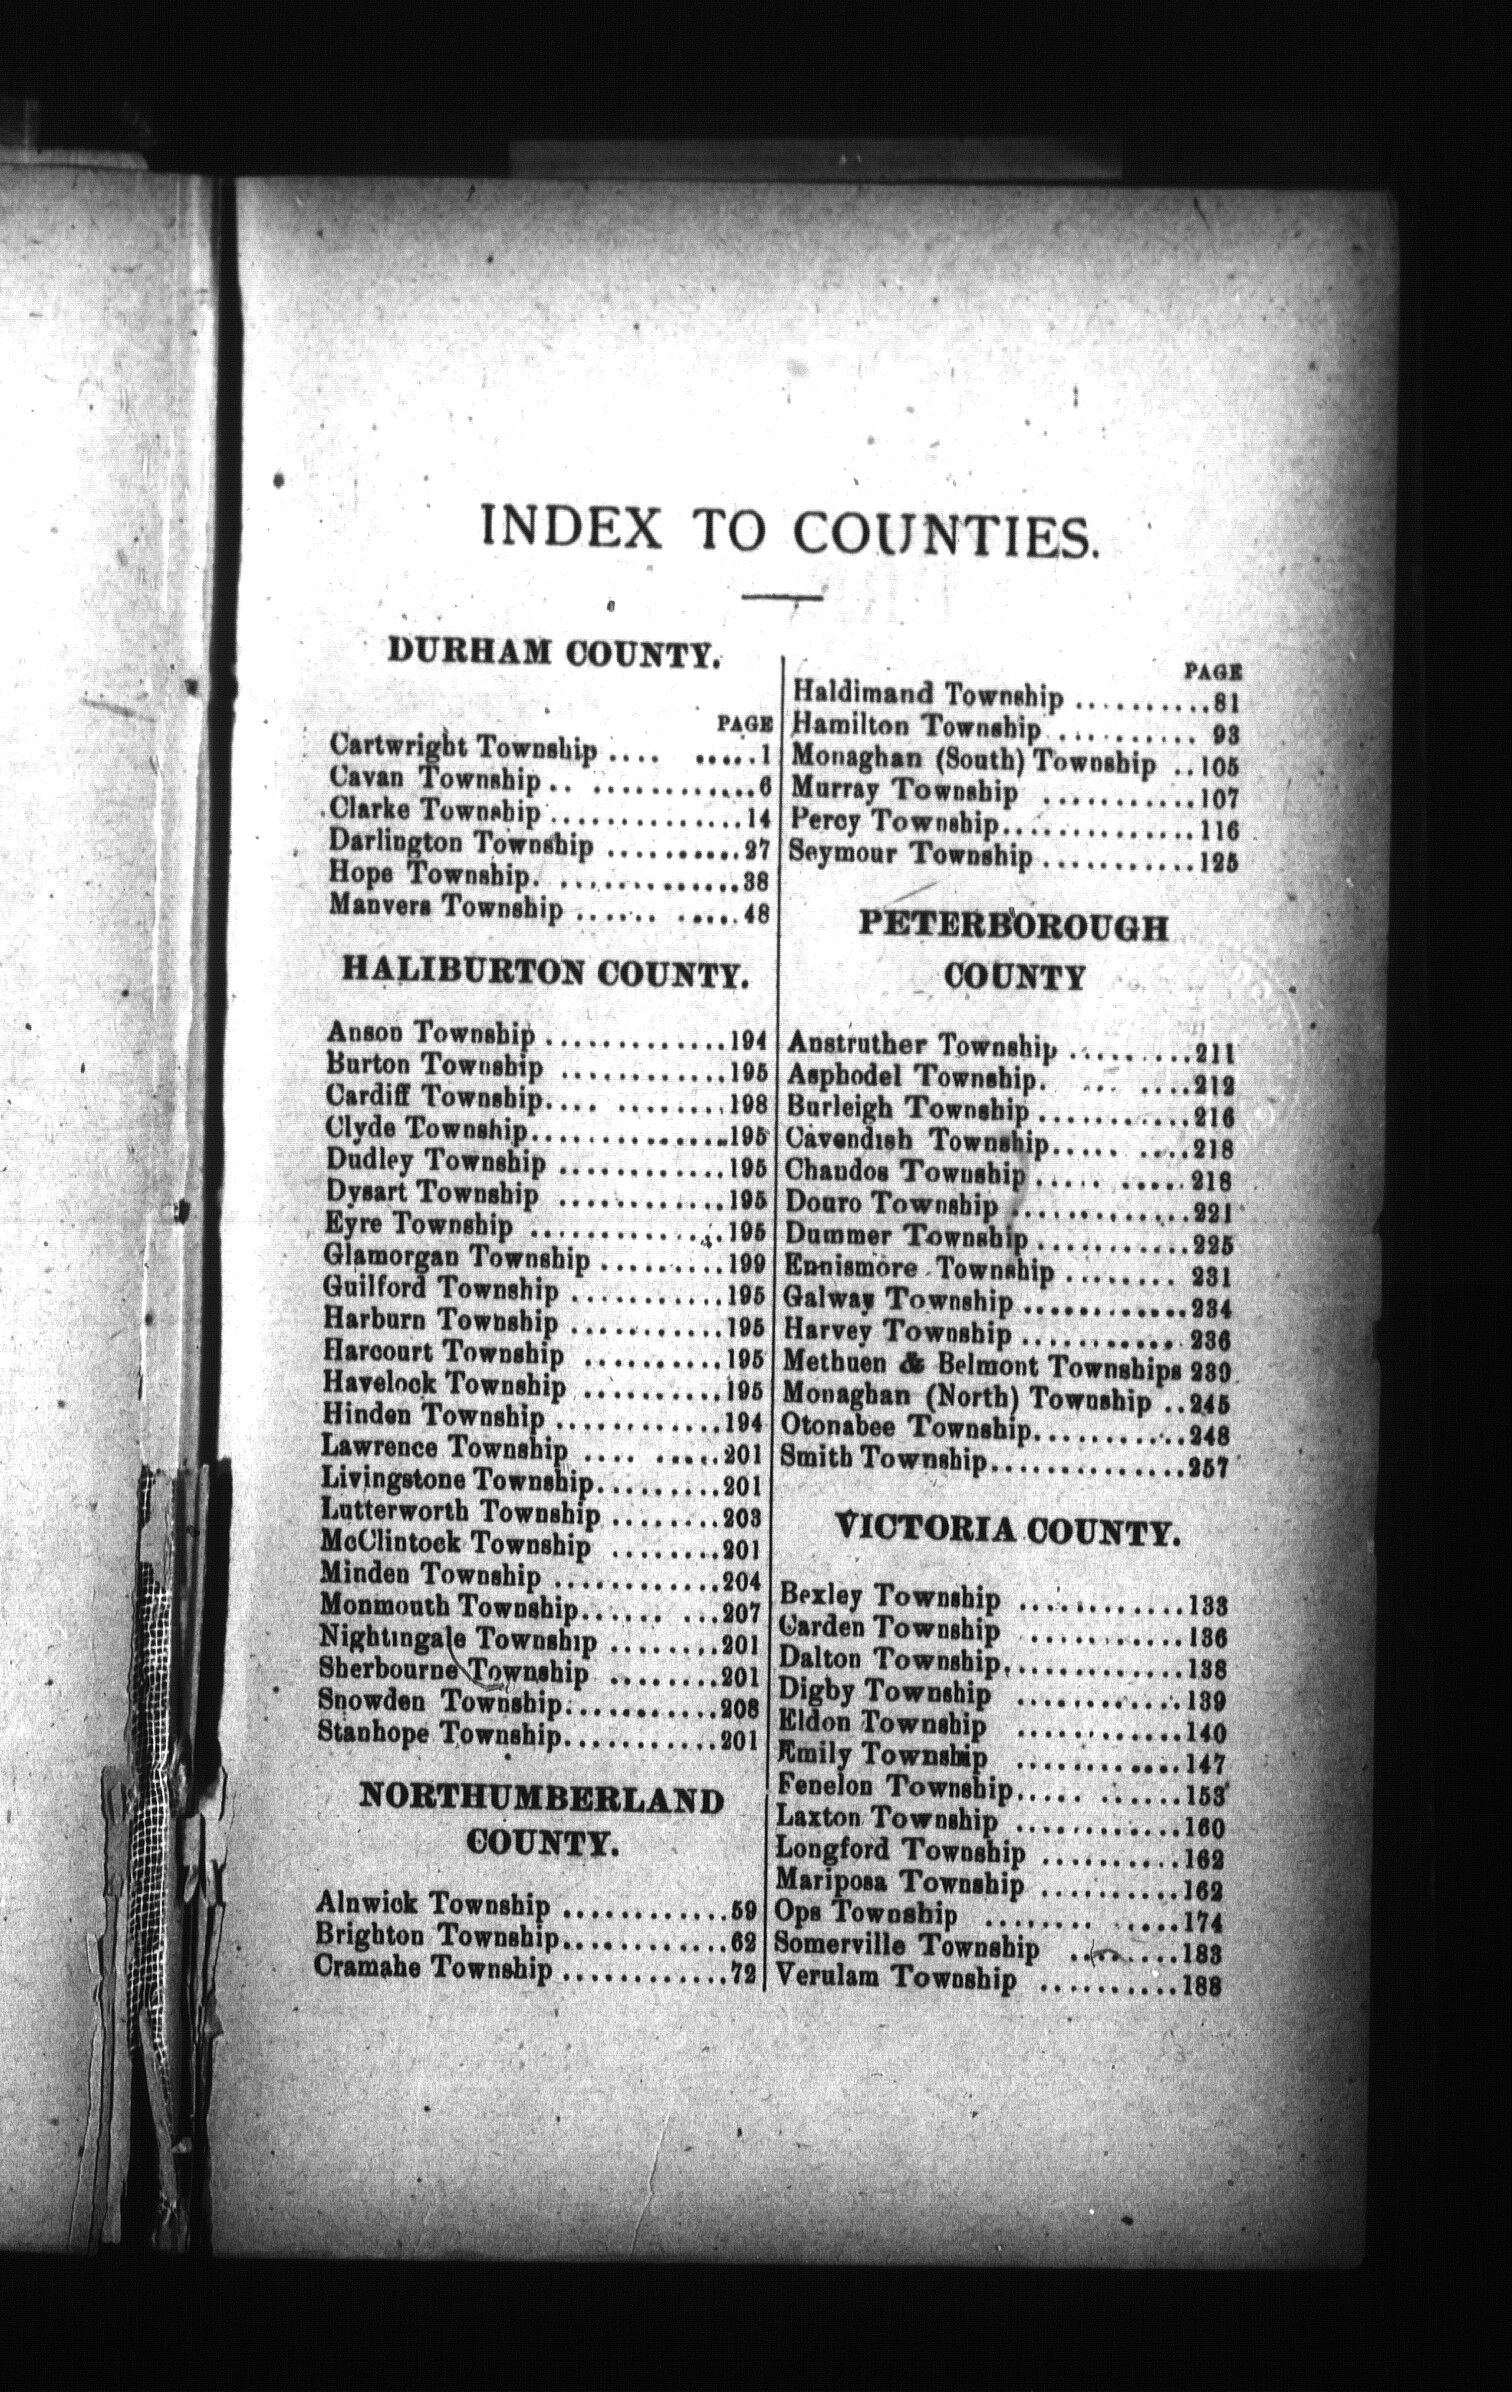 INDEX TO COUNTIES.
DURHAM COUNTY.
PAGE
Cartwright Township .... .....1
Cavan Township .. ............6
Clarke Township ..............14
Darlington Township ..........27
Hope Township. .............38
Manvers Township ...... .....48
HALIBURTON COUNTY.
Anson Township .............194
Burton Township ............195
Cardiff Township.... ........198
Clyde Township..............195
Dudley Township ............195
Dysart Township ............195
Eyre Township ..............195
Glamorgan Township .........199
Guilford Township ...........195
Harburn Township ...........195
Harcourt Township ..........195
Havelock Township ..........195
Hinden Township ............194
Lawrence Township .... .....201
Livingstone Township.........201
Lutterworth Township ........203
McClintock Township ........201
Minden Township ............204
Monmouth Township...... ...207
Nightingale Township ........201
Sherbourne Township ........201
Snowden Township...........208
Stanhope Township...........201
NORTHUMBERLAND
COUNTY.
Alnwick Township ............59
Brighton Township............62
Cramahe Township ............72
PAGE
Haldimand Township ..........81
Hamilton Township .......... 93
Monaghan (South) Township ..105
Murray Township ...........107
Percy Township..............116
Seymour Township ...........125
PETERBOROUGH
COUNTY
Anstruther Township .........211
Asphodel Township. ... ....212
Burleigh Township ...........216
Cavendish Township..... ....218
Chandos Township ..... .....218
Douro Township .............221
Dummer Township ...........225
Ennismore Township ........ 231
Galway Township ............234
Harvey Township ............236
Methuen & Belmont Townships 239
Monaghan (North) Township ..245
Otonabee Township...........248
Smith Township..............257
VICTORIA COUNTY.
Bexley Township ............133
Carden Township ...........136
Dalton Township.............138
Digby Township ............139
Eldon Township ............140
Emily Township ............147
Fenelon Township..... ......153
Laxton Township ............160
Longford Township ..........162
Mariposa Township ..........162
Ops Township ........ .....174
Somerville Township ........183
Verulam Township ..........188